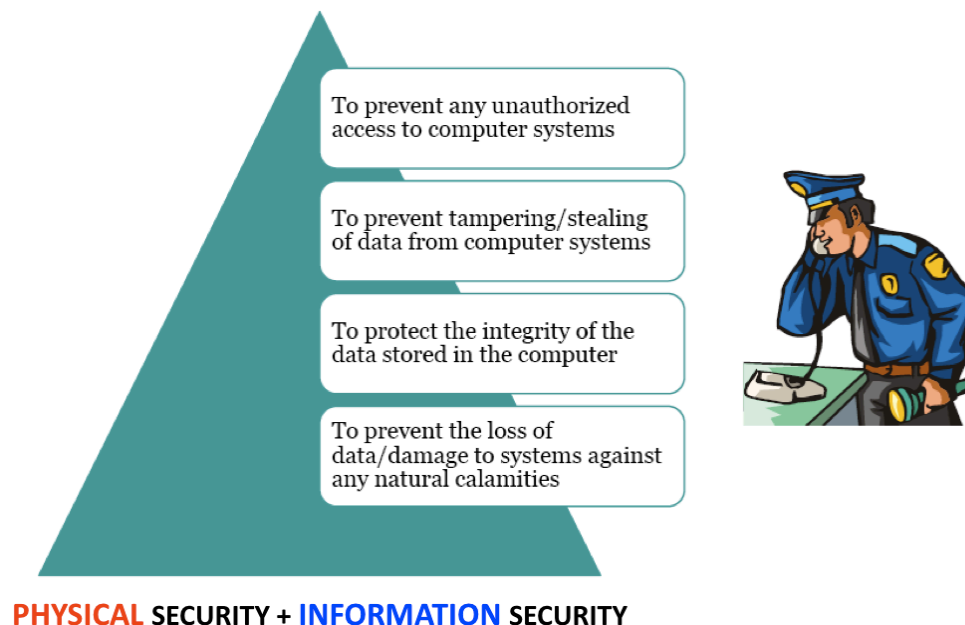 To prevent any unauthorized
access to computer systems
To prevent tampering/stealing
of data from computer systems
To protect the integrity of the
data stored in the computer
To prevent the loss of
data/damage to systems against
any natural calamities
PHYSICAL SECURITY + INFORMATION SECURITY